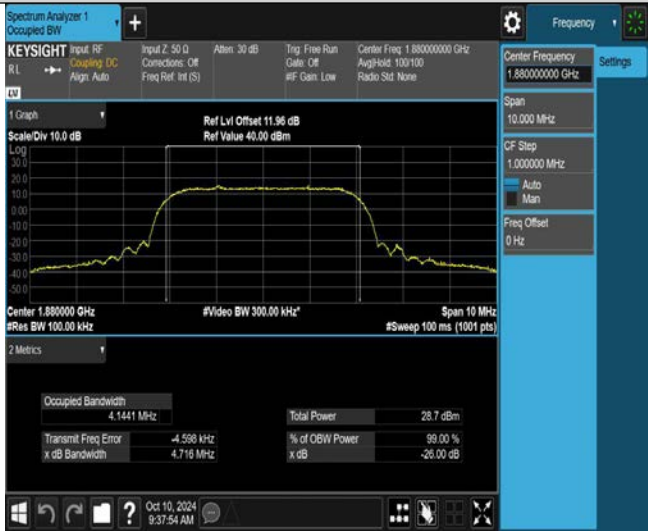 Spectrum Analyzer 1
Occupied BW
Frequency
KEYSIGHT
Input: RF
Input Z: 50 Ω
Atten: 30 dB
Trig: Free Run
Center Freq: 1.880000000 GHz
R L
Coupling: DC
Corrections: Off
Gate: Off
Avg|Hold: 100/100
Align: Auto
Freq Ref: Int (S)
#IF Gain: Low
Radio Std: None
1 Graph
Ref Lvl Offset 11.96 dB
Scale/Div 10.0 dB
Ref Value 40.00 dBm
Log
30.0
20.0
10.0
0.00
-10.0
-20.0
-30.0
-40.0
-50.0
Center 1.880000 GHz
#Video BW 300.00 kHz*
Span 10 MHz
#Res BW 100.00 kHz
#Sweep 100 ms (1001 pts)
2 Metrics
Occupied Bandwidth
4.1441 MHz
Total Power
28.7 dBm
Transmit Freq Error
-4.598 kHz
% of OBW Power
99.00 %
x dB Bandwidth
4.716 MHz
x dB
-26.00 dB
?
Oct 10, 2024
9:37:54 AM
Center Frequency
1.880000000 GHz
Settings
Span
10.000 MHz
CF Step
1.000000 MHz
Auto
Man
Freq Offset
0 Hz